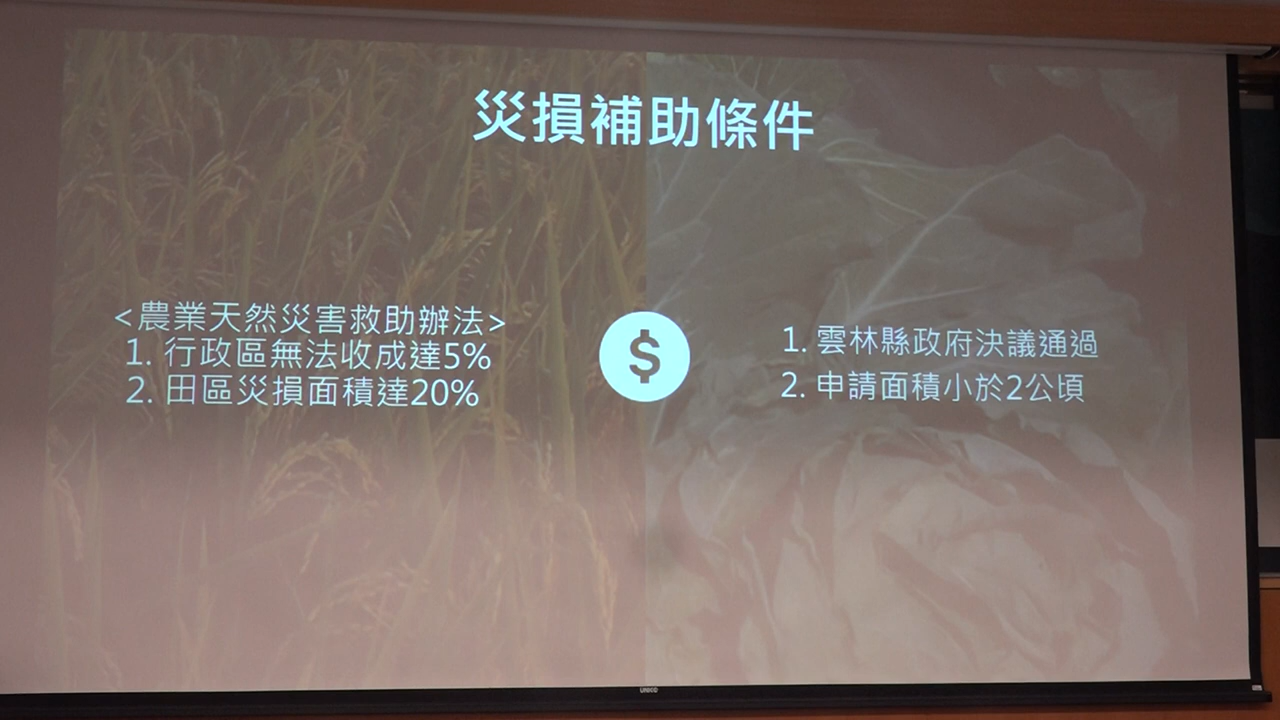 災損補助條件
<農業天然災害救助辦法>
1. 行政區無法收成達5%
2. 田區災損面積達20%
$
1. 雲林縣政府決議通過
2. 申請面積小於2公頃
UNICO